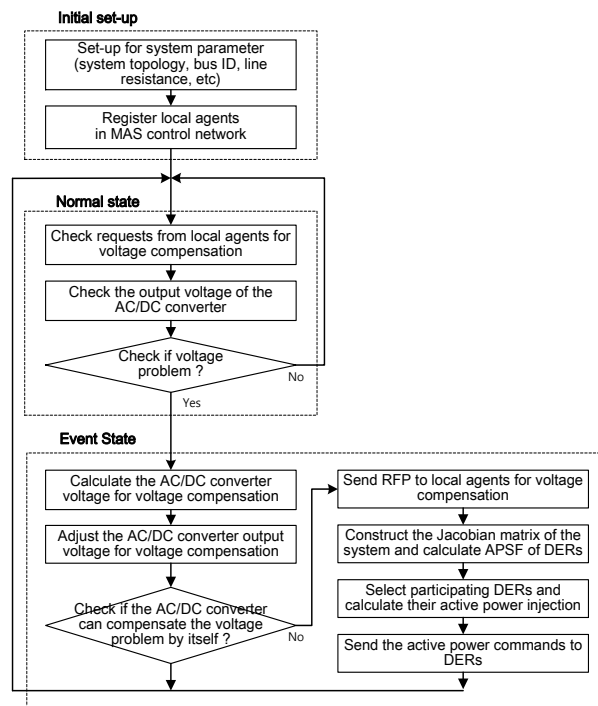 Initial set-up
Set-up for system parameter
(system topology, bus ID, line
resistance, etc)
Register local agents
in MAS control network
Normal state
Check requests from local agents for
voltage compensation
Check the output voltage of the
AC/DC converter
Check if voltage
problem ?
No
Yes
Event State
Calculate the AC/DC converter
voltage for voltage compensation
Adjust the AC/DC converter output
voltage for voltage compensation
Check if the AC/DC converter
can compensate the voltage
problem by itself ?
No
Send RFP to local agents for voltage
compensation
Construct the Jacobian matrix of the
system and calculate APSF of DERs
Select participating DERs and
calculate their active power injection
Send the active power commands to
DERs